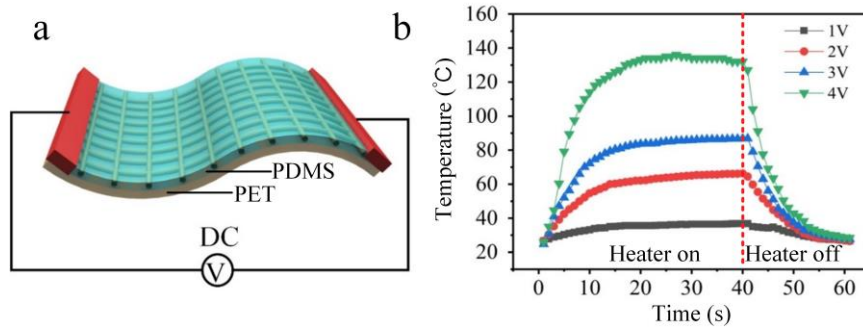 a
PDMS
PET
DC
V
b
Temperature (℃)
160
140
120
100
80
60
40
20
1V
2V
3V
4V
Heater on
Heater off
0
10
20
30
40
50
60
Time (s)